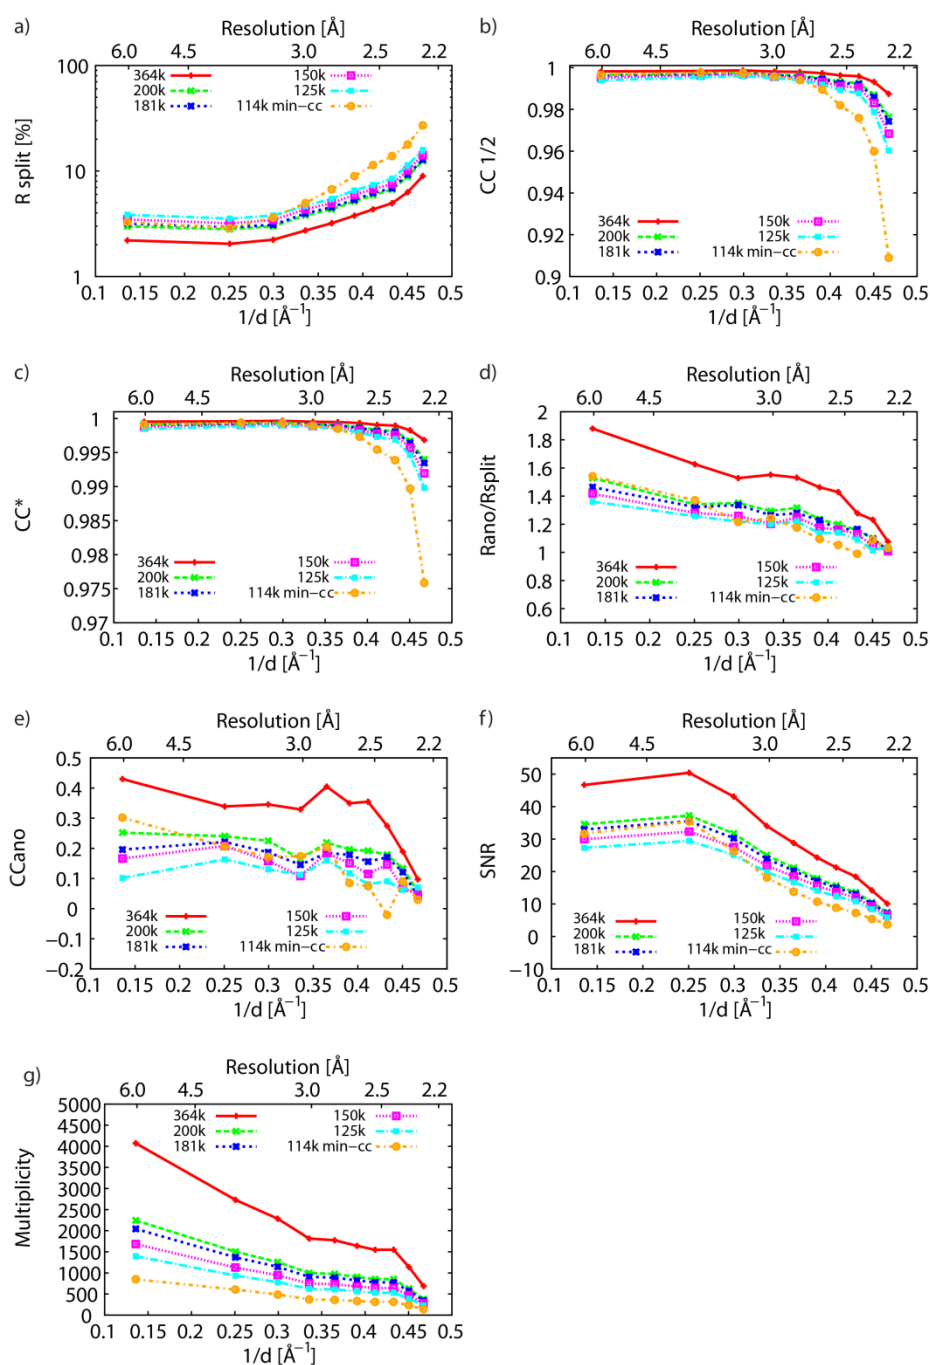 a)
Resolution [Å]
6.0 4.5 3.0 2.5 2.2
100
10
1
R split [%]
364k 150k
200k 125k
181k 114k min−cc
0.1 0.15 0.2 0.25 0.3 0.35 0.4 0.45 0.5
1/d [Å−1]
b)
Resolution [Å]
6.0 4.5 3.0 2.5 2.2
1
0.98
0.96
0.94
0.92
0.9
CC 1/2
364k 150k
200k 125k
181k 114k min−cc
0.1 0.15 0.2 0.25 0.3 0.35 0.4 0.45 0.5
1/d [Å−1]
c)
Resolution [Å]
6.0 4.5 3.0 2.5 2.2
1
0.995
0.99
0.985
0.98
0.975
0.97
CC*
364k 150k
200k 125k
181k 114k min−cc
0.1 0.15 0.2 0.25 0.3 0.35 0.4 0.45 0.5
1/d [Å−1]
d)
Resolution [Å]
6.0 4.5 3.0 2.5 2.2
2
1.8
1.6
1.4
1.2
1
0.8
0.6
Rano/Rsplit
364k 150k
200k 125k
181k 114k min−cc
0.1 0.15 0.2 0.25 0.3 0.35 0.4 0.45 0.5
1/d [Å−1]
e)
Resolution [Å]
6.0 4.5 3.0 2.5 2.2
0.5
0.4
0.3
0.2
0.1
0
−0.1
−0.2
CCano
364k 150k
200k 125k
181k 114k min−cc
0.1 0.15 0.2 0.25 0.3 0.35 0.4 0.45 0.5
1/d [Å−1]
f)
Resolution [Å]
6.0 4.5 3.0 2.5 2.2
50
40
30
20
10
0
−10
SNR
364k 150k
200k 125k
181k 114k min−cc
0.1 0.15 0.2 0.25 0.3 0.35 0.4 0.45 0.5
1/d [Å−1]
g)
Resolution [Å]
6.0 4.5 3.0 2.5 2.2
5000
4500
4000
3500
3000
2500
2000
1500
1000
500
0
Multiplicity
364k 150k
200k 125k
181k 114k min−cc
0.1 0.15 0.2 0.25 0.3 0.35 0.4 0.45 0.5
1/d [Å−1]